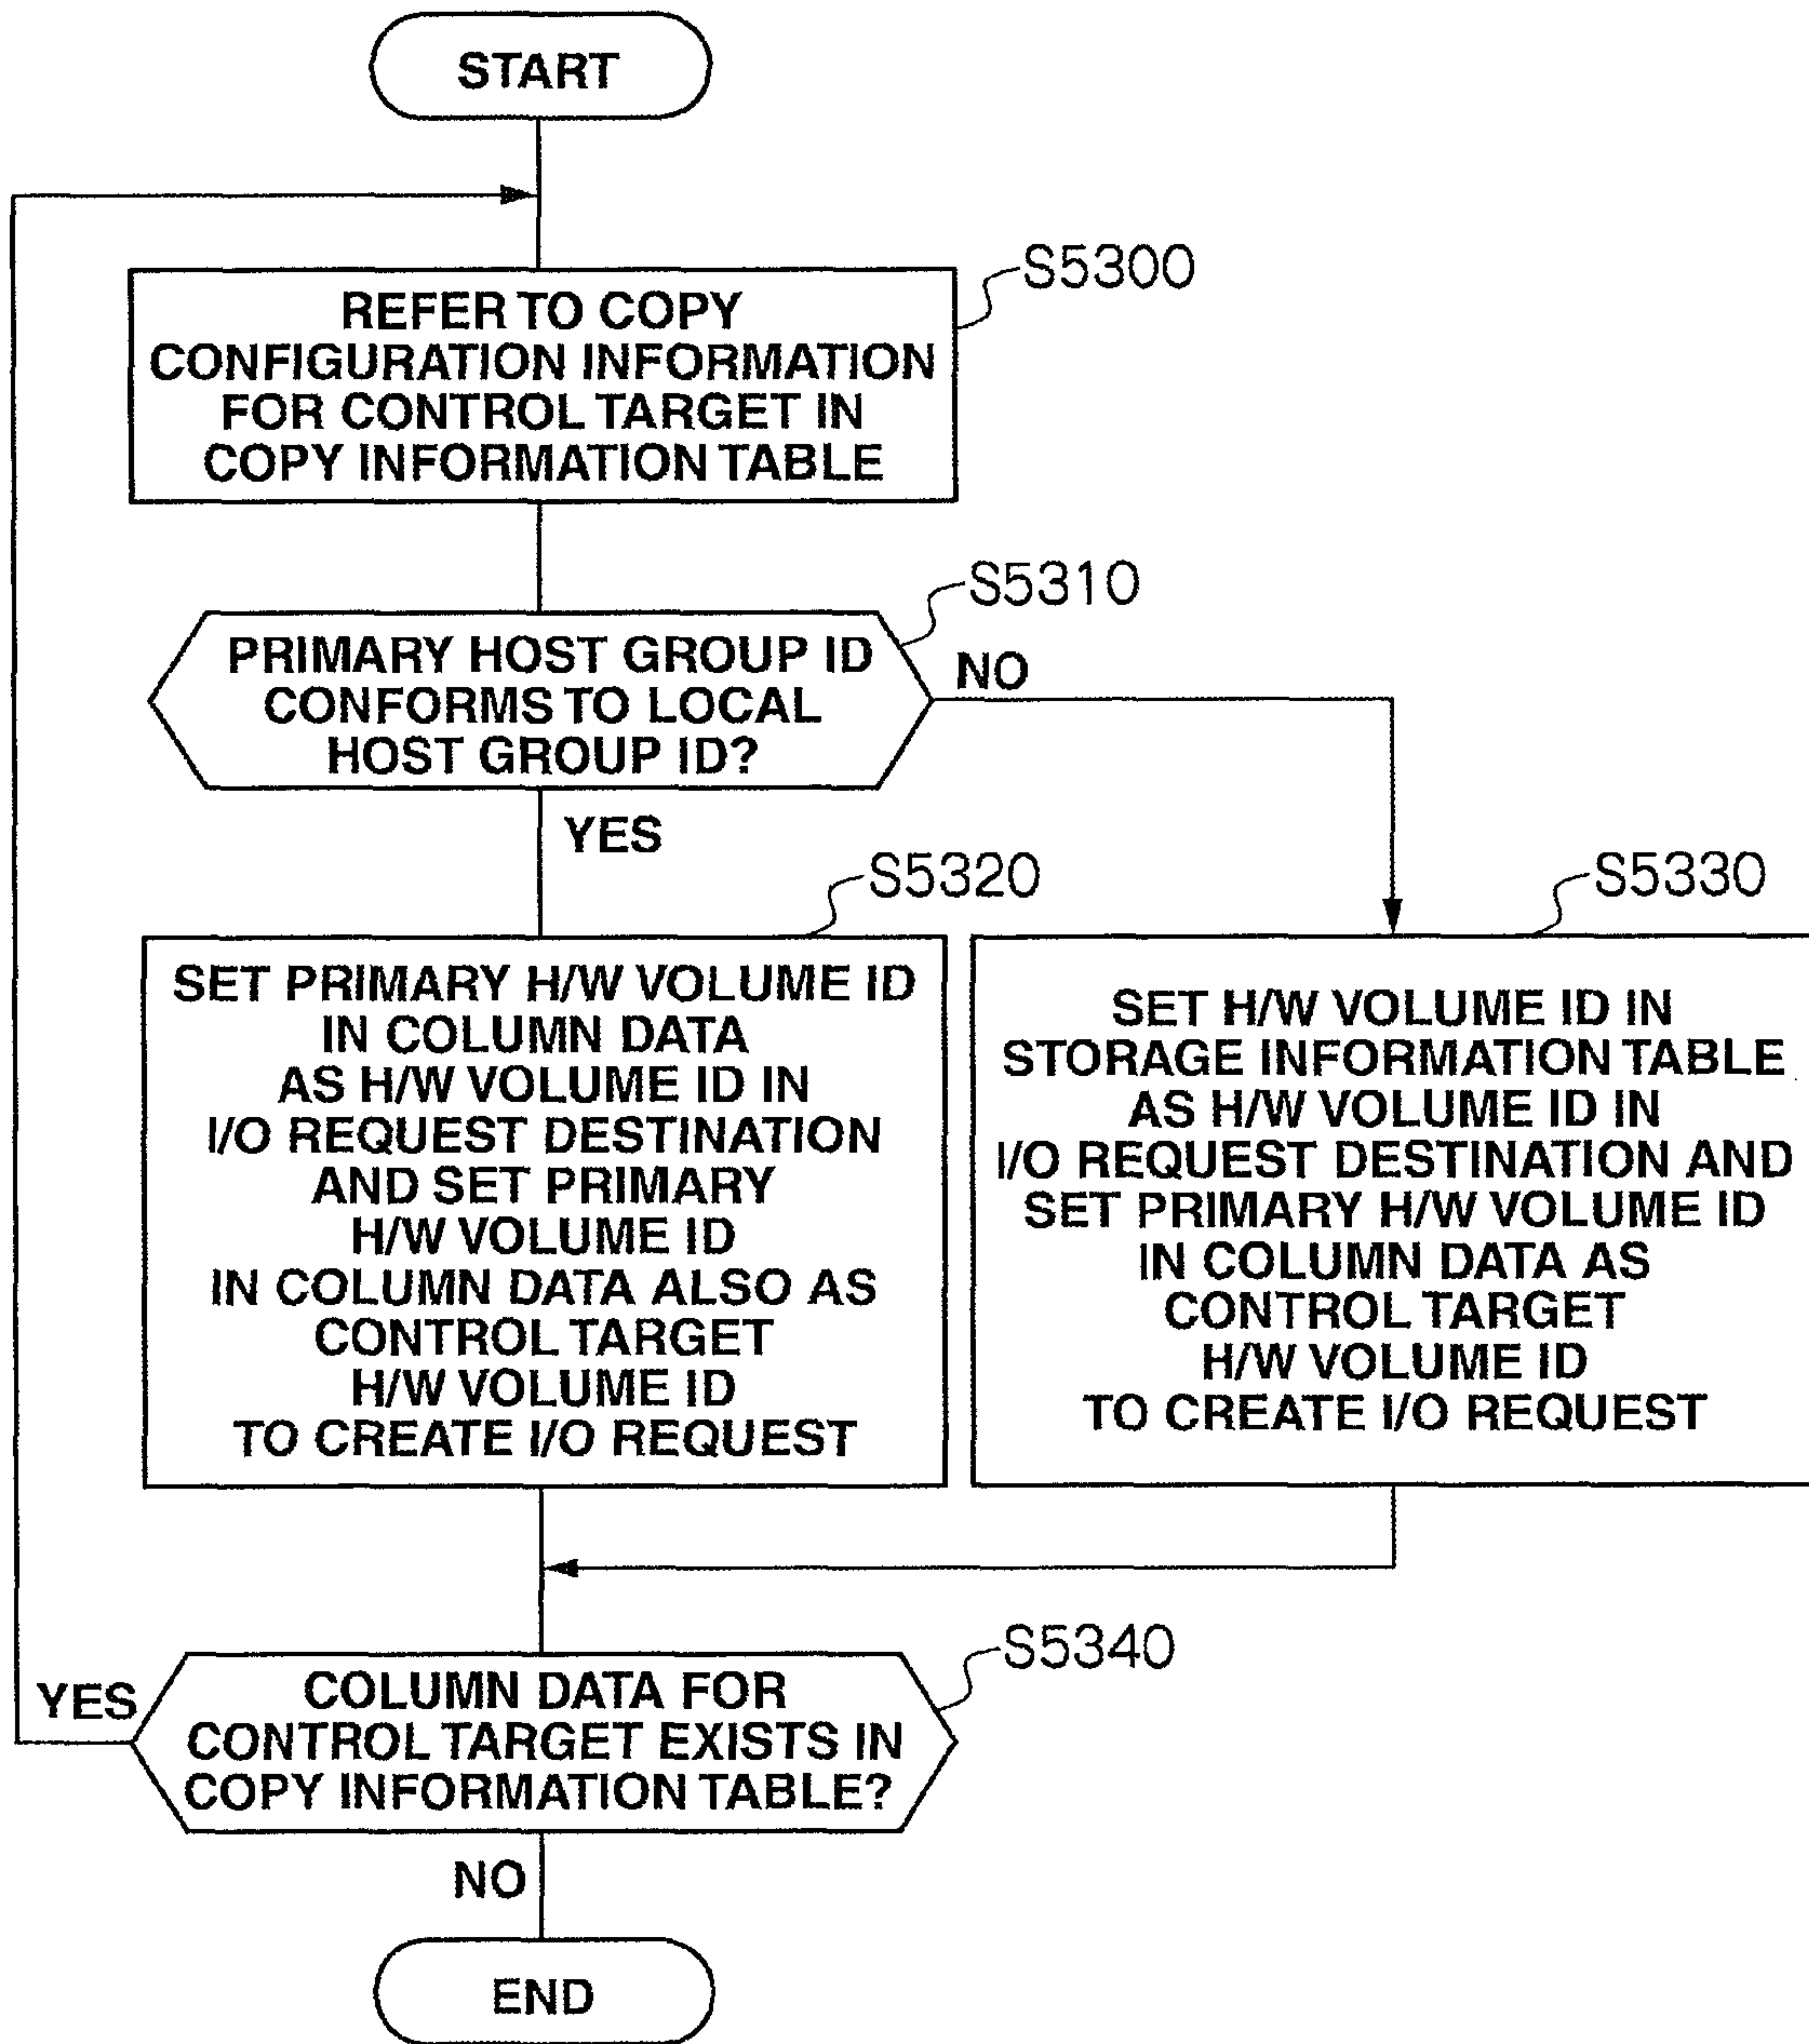 START
S5300
REFER TO COPY
CONFIGURATION INFORMATION
FOR CONTROL TARGET IN
COPY INFORMATION TABLE
S5310
PRIMARY HOST GROUP ID
CONFORMS TO LOCAL
HOST GROUP ID?
NO
YES
S5320
SET PRIMARY H/W VOLUME ID
IN COLUMN DATA
AS H/W VOLUME ID IN
I/O REQUEST DESTINATION
AND SET PRIMARY
H/W VOLUME ID
IN COLUMN DATA ALSO AS
CONTROL TARGET
H/W VOLUME ID
TO CREATE I/O REQUEST
S5330
SET H/W VOLUME ID IN
STORAGE INFORMATION TABLE
AS H/W VOLUME ID IN
I/O REQUEST DESTINATION AND
SET PRIMARY H/W VOLUME ID
IN COLUMN DATA AS
CONTROL TARGET
H/W VOLUME ID
TO CREATE I/O REQUEST
S5340
YES
COLUMN DATA FOR
CONTROL TARGET EXISTS IN
COPY INFORMATION TABLE?
NO
END